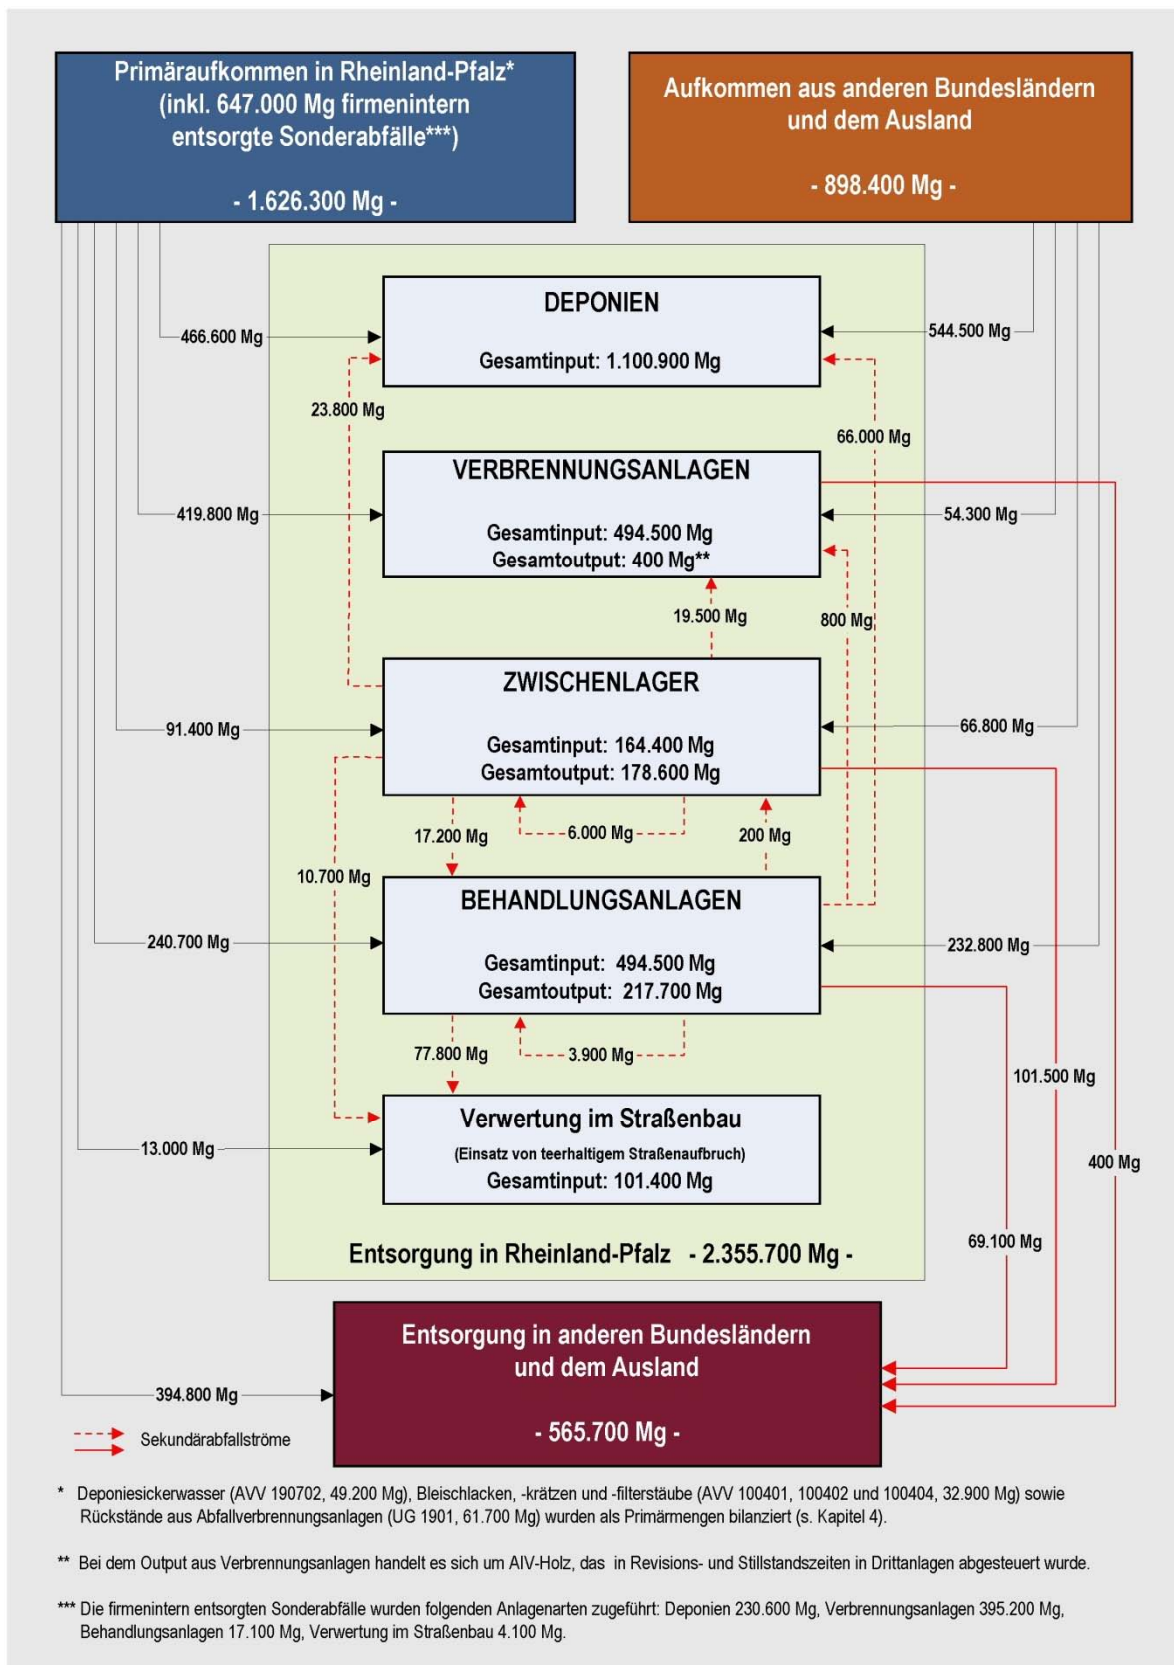 Primäraufkommen in Rheinland-Pfalz*
(inkl. 647.000 Mg firmenintern
entsorgte Sonderabfälle***)
- 1.626.300 Mg -
Aufkommen aus anderen Bundesländern
und dem Ausland
- 898.400 Mg -
DEPONIEN
Gesamtinput: 1.100.900 Mg
466.600 Mg
544.500 Mg
23.800 Mg
66.000 Mg
VERBRENNUNGSANLAGEN
Gesamtinput: 494.500 Mg
Gesamtoutput: 400 Mg**
419.800 Mg
54.300 Mg
19.500 Mg
800 Mg
ZWISCHENLAGER
Gesamtinput: 164.400 Mg
Gesamtoutput: 178.600 Mg
91.400 Mg
66.800 Mg
17.200 Mg
6.000 Mg
200 Mg
10.700 Mg
BEHANDLUNGSANLAGEN
Gesamtinput: 494.500 Mg
Gesamtoutput: 217.700 Mg
240.700 Mg
232.800 Mg
77.800 Mg
3.900 Mg
101.500 Mg
Verwertung im Straßenbau
(Einsatz von teerhaltigem Straßenaufbruch)
Gesamtinput: 101.400 Mg
13.000 Mg
400 Mg
69.100 Mg
Entsorgung in Rheinland-Pfalz - 2.355.700 Mg -
Entsorgung in anderen Bundesländern
und dem Ausland
- 565.700 Mg -
394.800 Mg
Sekundärabfallströme
* Deponiesickerwasser (AVV 190702, 49.200 Mg), Bleischlacken, -krätzen und -filterstäube (AVV 100401, 100402 und 100404, 32.900 Mg) sowie
Rückstände aus Abfallverbrennungsanlagen (UG 1901, 61.700 Mg) wurden als Primärmengen bilanziert (s. Kapitel 4).
** Bei dem Output aus Verbrennungsanlagen handelt es sich um AIV-Holz, das in Revisions- und Stillstandszeiten in Drittanlagen abgesteuert wurde.
*** Die firmenintern entsorgten Sonderabfälle wurden folgenden Anlagenarten zugeführt: Deponien 230.600 Mg, Verbrennungsanlagen 395.200 Mg,
Behandlungsanlagen 17.100 Mg, Verwertung im Straßenbau 4.100 Mg.